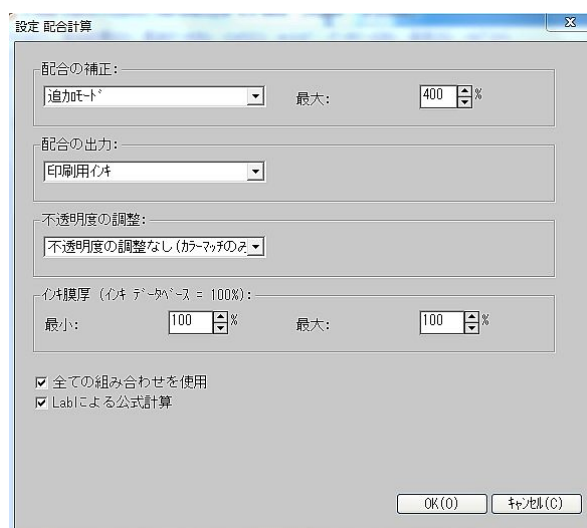 設定 配合計算
配合の補正:
追加ﾓｰﾄﾞ 最大: 400 %
配合の出力:
印刷用ｲﾝｷ
不透明度の調整:
不透明度の調整なし(ｶﾗｰﾏｯﾁのみ
ｲﾝｷ膜厚 (ｲﾝｷ ﾃﾞｰﾀﾍﾞｰｽ = 100%):
最小: 100 % 最大: 100 %
全ての組み合わせを使用
Labによる公式計算
OK(O) ｷｬﾝｾﾙ(C)